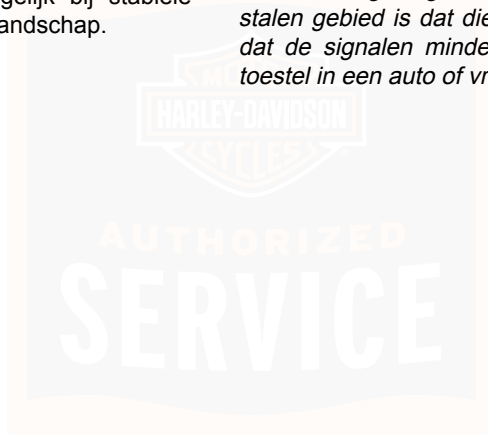 gelijk bij stabiele
andschap.
stalen gebied is dat die
dat de signalen minde
toestel in een auto of vr
MOTOR
HARLEY-DAVIDSON
CYCLES
AUTHORIZED
SERVICE